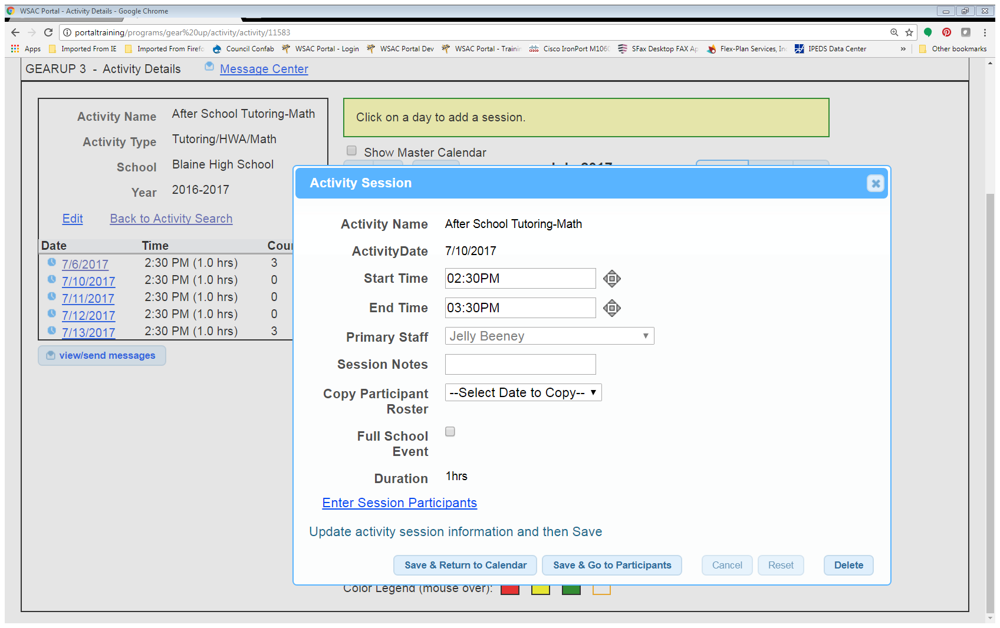 WSAC Portal - Activity Details - Google Chrome
portaltraining/programs/gear%20up/activity/activity/11583
Apps Imported From IE Imported From Firefo Council Confab WSAC Portal - Login WSAC Portal Dev WSAC Portal - Trainin Cisco IronPort M1060 SFax Desktop FAX Ap Flex-Plan Services, Inc IPEDS Data Center » Other bookmarks
GEARUP 3 - Activity Details Message Center
Activity Name After School Tutoring-Math
Activity Type Tutoring/HWA/Math
School Blaine High School
Year 2016-2017
Edit Back to Activity Search
Date Time Coun
7/6/2017 2:30 PM (1.0 hrs) 3
7/10/2017 2:30 PM (1.0 hrs) 0
7/11/2017 2:30 PM (1.0 hrs) 0
7/12/2017 2:30 PM (1.0 hrs) 0
7/13/2017 2:30 PM (1.0 hrs) 3
view/send messages
Click on a day to add a session.
Show Master Calendar
2017
Activity Session
Activity Name After School Tutoring-Math
ActivityDate 7/10/2017
Start Time 02:30PM
End Time 03:30PM
Primary Staff Jelly Beeney
Session Notes
Copy Participant --Select Date to Copy--
Roster
Full School
Event
Duration 1hrs
Enter Session Participants
Update activity session information and then Save
Save & Return to Calendar Save & Go to Participants Cancel Reset Delete
Color Legend (mouse over):